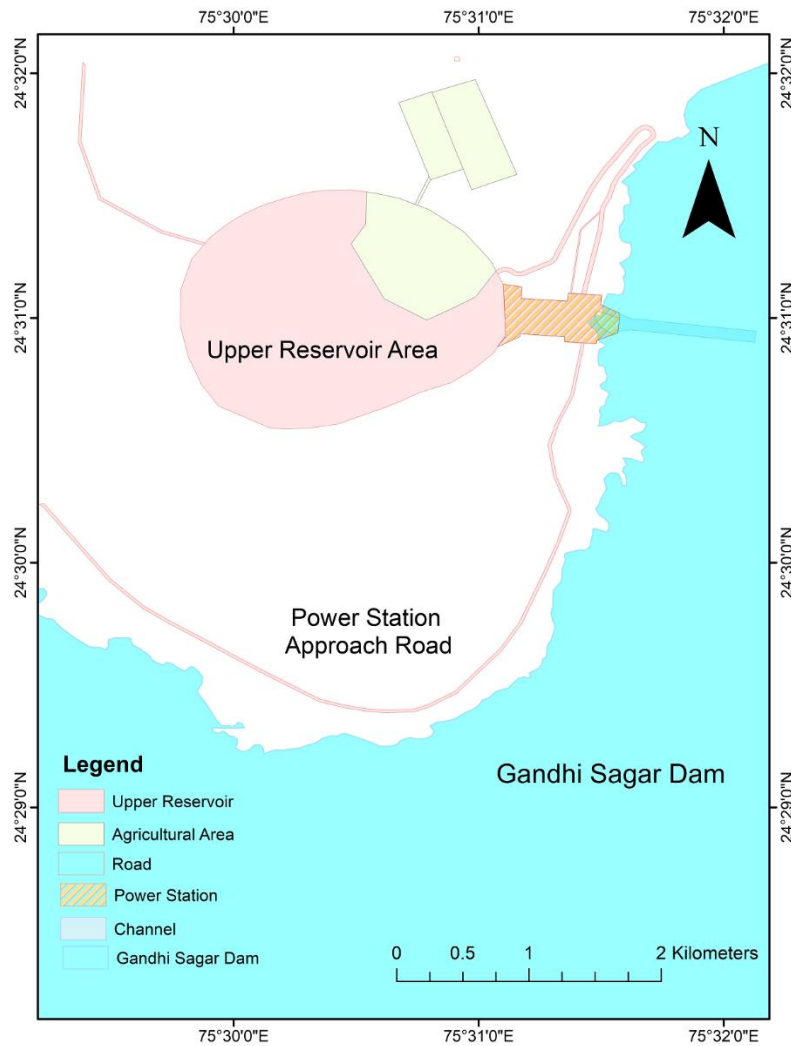 75°30'0"E 75°31'0"E 75°32'0"E
24°32'0"N 24°32'0"N
N
24°31'0"N 24°31'0"N
Upper Reservoir Area
24°30'0"N 24°30'0"N
Power Station
Approach Road
Gandhi Sagar Dam
24°29'0"N 24°29'0"N
Legend
Upper Reservoir
Agricultural Area
Road
Power Station
Channel
Gandhi Sagar Dam
0 0.5 1 2 Kilometers
75°30'0"E 75°31'0"E 75°32'0"E